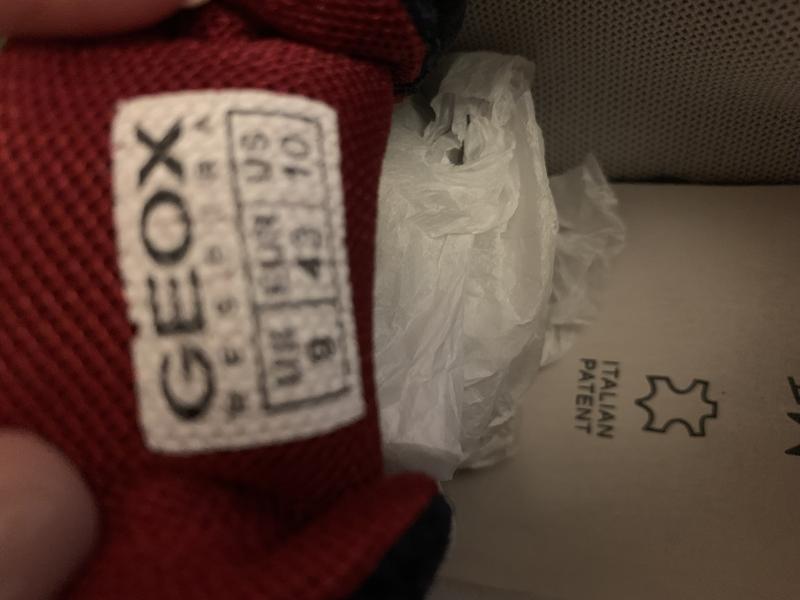 GEOX
RESPIRA
UK EUR US
9 43 10
ITALIAN
PATENT